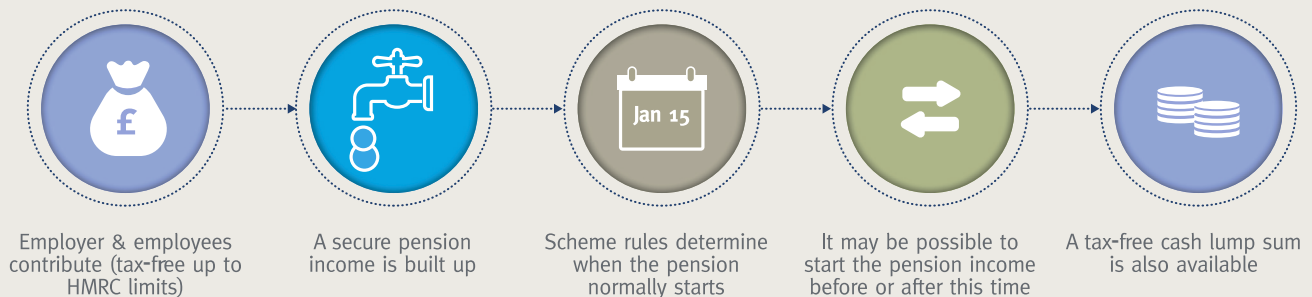 £
Jan 15
Employer & employees
contribute (tax-free up to
HMRC limits)
A secure pension
income is built up
Scheme rules determine
when the pension
normally starts
It may be possible to
start the pension income
before or after this time
A tax-free cash lump sum
is also available